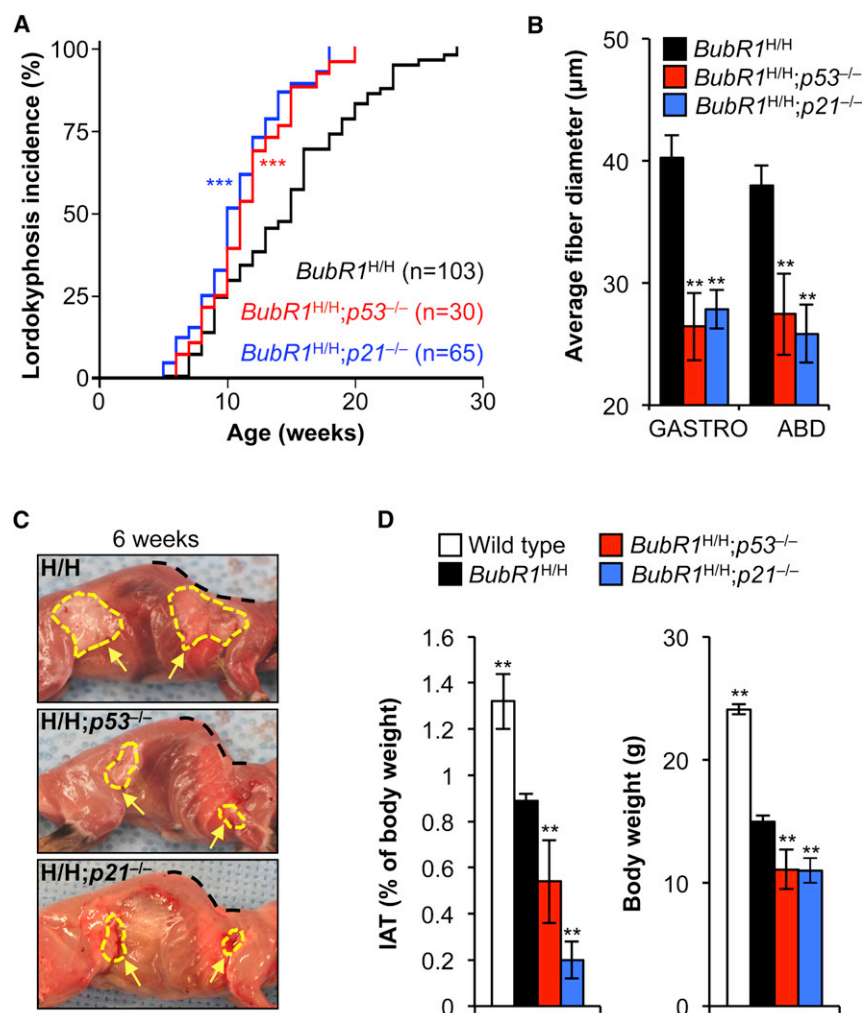 A
Lordokyphosis incidence (%)
100
75
50
25
0
***
***
BubR1H/H (n=103)
BubR1H/H;p53−/− (n=30)
BubR1H/H;p21−/− (n=65)
0 10 20 30
Age (weeks)
B
BubR1H/H
BubR1H/H;p53−/−
BubR1H/H;p21−/−
Average fiber diameter (µm)
50
40
30
20
** **
** **
GASTRO ABD
C
6 weeks
H/H
H/H;p53−/−
H/H;p21−/−
D
Wild type
BubR1H/H
BubR1H/H;p53−/−
BubR1H/H;p21−/−
IAT (% of body weight)
1.6
1.4
1.2
1
0.8
0.6
0.4
0.2
0
**
**
**
Body weight (g)
30
20
10
0
**
** **